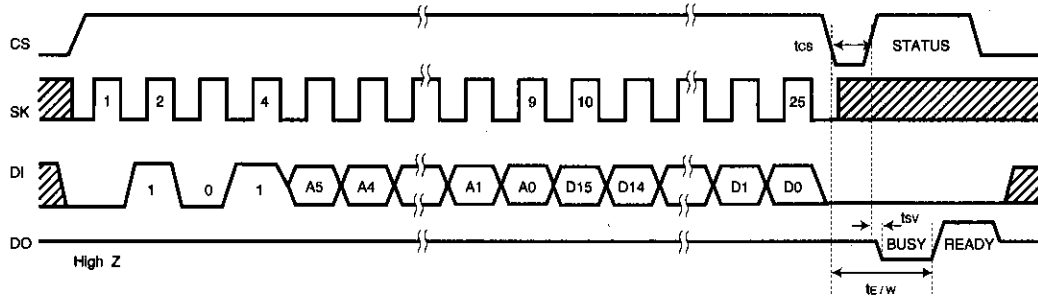 CS tcs STATUS
SK 1 2 4 9 10 25
DI 1 0 1 A5 A4 A1 A0 D15 D14 D1 D0
tsv
DO BUSY READY
High Z
tE/W